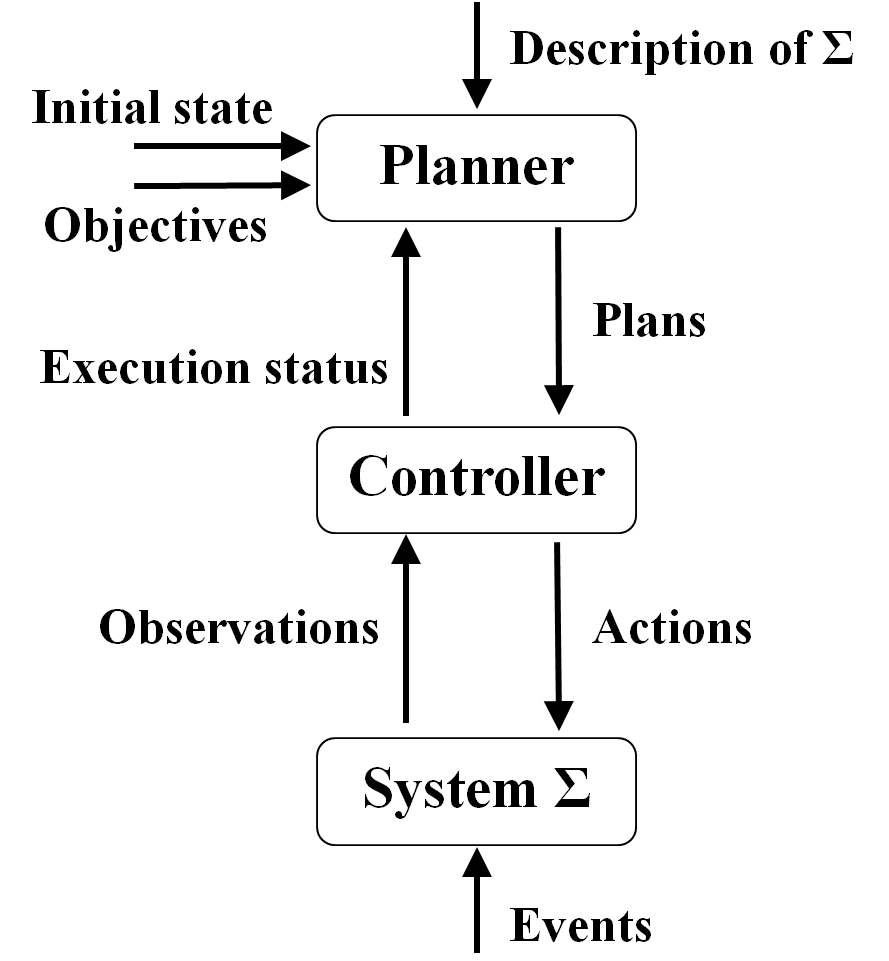 Description of Σ
Initial state
Planner
Objectives
Plans
Execution status
Controller
Observations
Actions
System Σ
Events